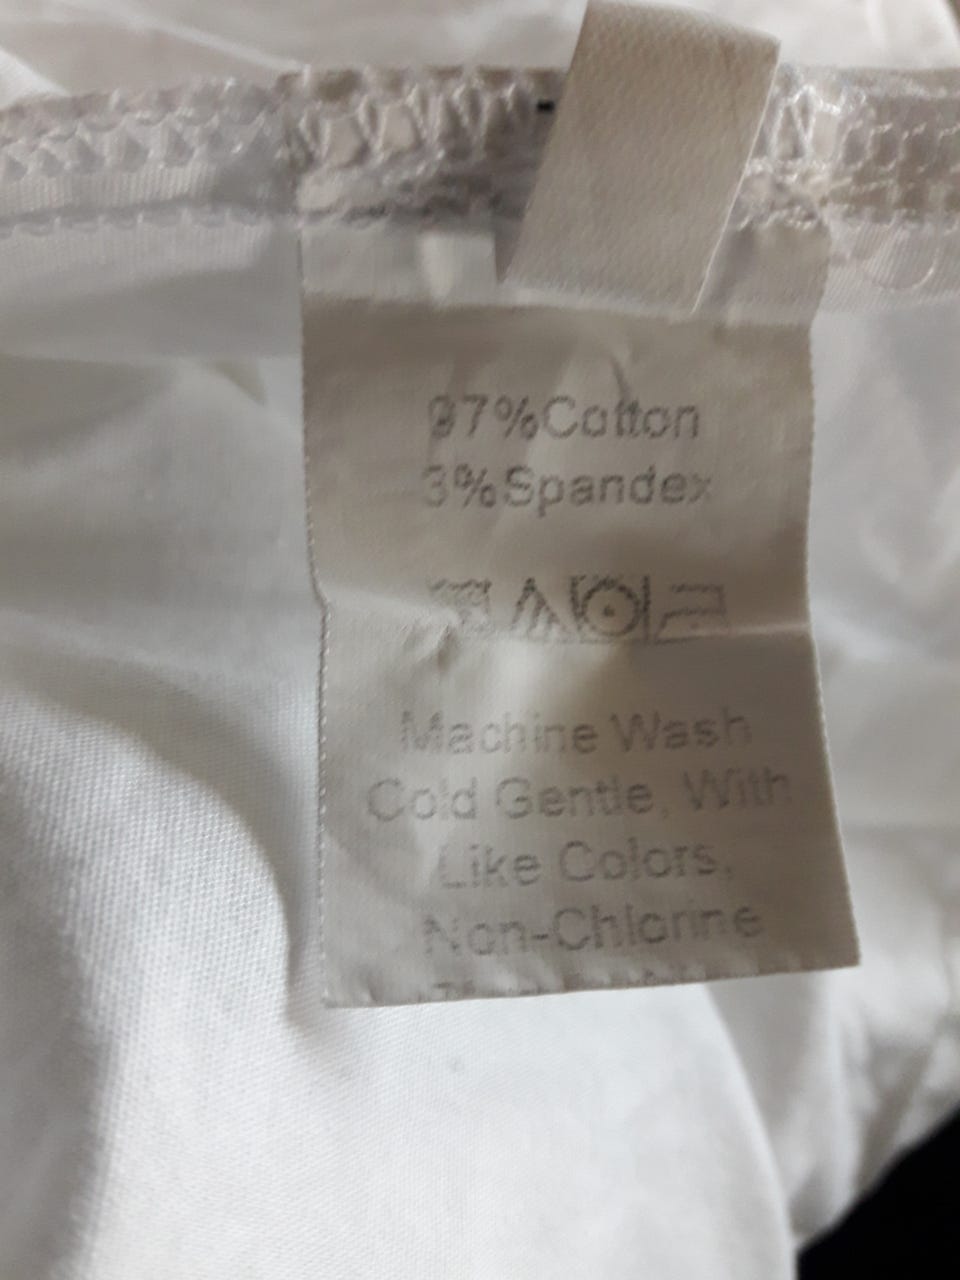 97%Cotton
3%Spandex
Machine Wash
Cold Gentle, With
Like Colors,
Non-Chlorine